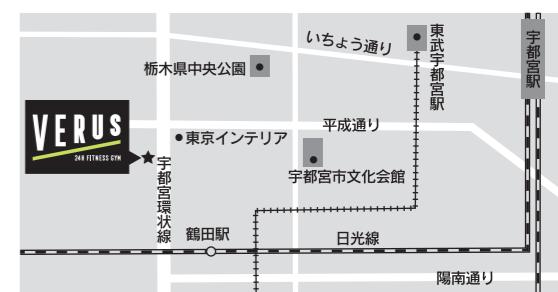 いちょう通り
東武宇都宮駅
宇都宮駅
栃木県中央公園
VERUS
24H FITNESS GYM
平成通り
東京インテリア
宇都宮市文化会館
宇都宮環状線
鶴田駅
日光線
陽南通り